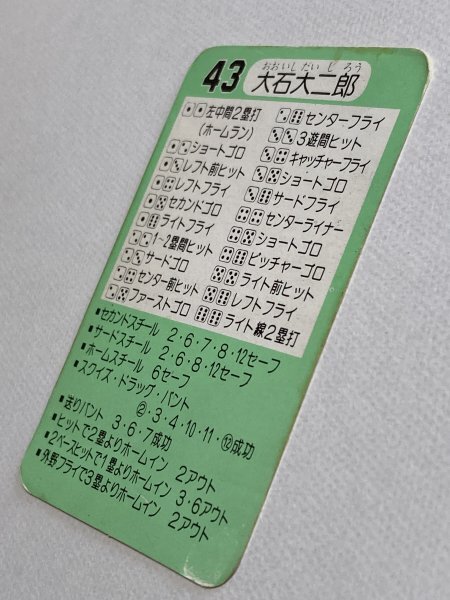 43
おおいしだいじろう
大石大二郎
左中間2塁打
(ホームラン)
ショートゴロ
レフト前ヒット
レフトフライ
セカンドゴロ
ライトフライ
1~2塁間ヒット
サードゴロ
センター前ヒット
ファーストゴロ
センターフライ
3遊間ヒット
キャッチャーフライ
ショートゴロ
サードフライ
センターライナー
ショートゴロ
ピッチャーゴロ
ライト前ヒット
レフトフライ
ライト線2塁打
■セカンドスチール 2・6・7・8・12セーフ
■サードスチール 2・6・8・12セーフ
■ホームスチール 6セーフ
■スクイズ・ドラッグ・バント
②・3・4・10・11・⑫成功
■送りバント 3・6・7成功
■ヒットで2塁よりホームイン 2アウト
■2ベースヒットで1塁よりホームイン 3・6アウト
■外野フライで3塁よりホームイン 2アウト